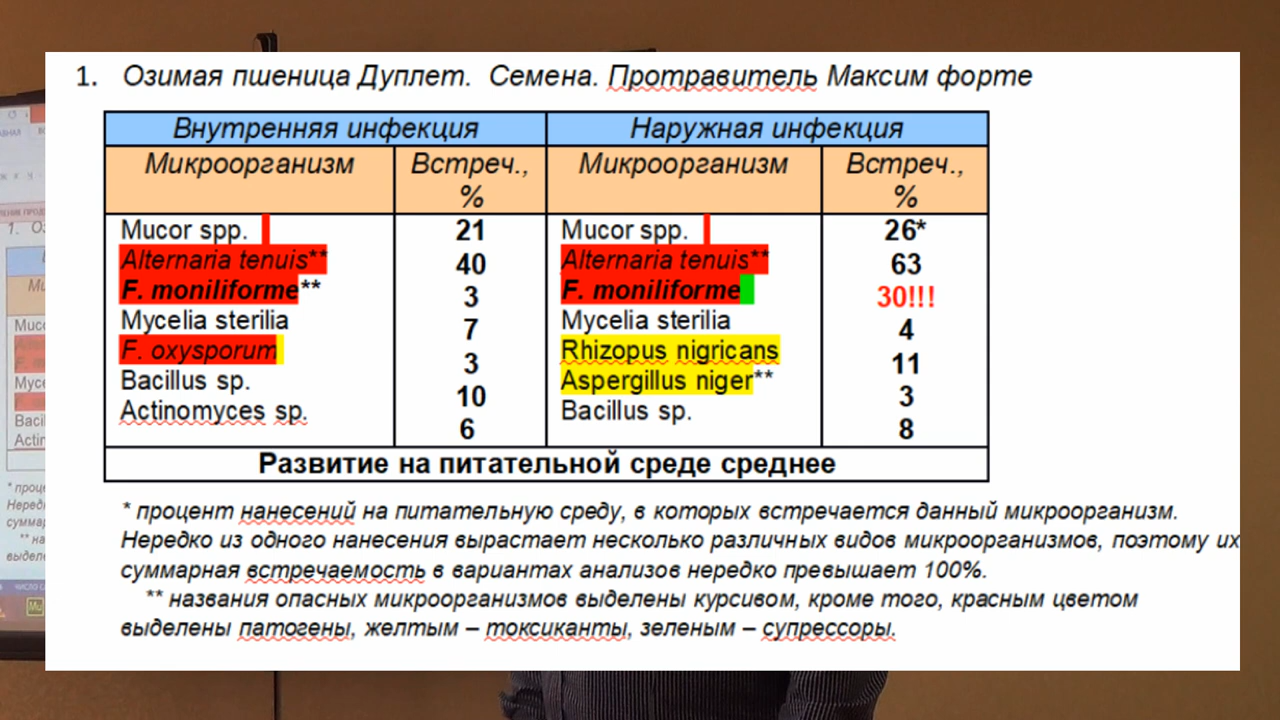 1. Озимая пшеница Дуплет. Семена. Протравитель Максим форте
Внутренняя инфекция Наружная инфекция
Микроорганизм Встреч., % Микроорганизм Встреч., %
Mucor spp. 21 Mucor spp. 26*
Alternaria tenuis** 40 Alternaria tenuis** 63
F. moniliforme** 3 F. moniliforme 30!!!
Mycelia sterilia 7 Mycelia sterilia 4
F. oxysporum 3 Rhizopus nigricans 11
Bacillus sp. 10 Aspergillus niger** 3
Actinomyces sp. 6 Bacillus sp. 8
Развитие на питательной среде среднее
* процент нанесений на питательную среду, в которых встречается данный микроорганизм.
Нередко из одного нанесения вырастает несколько различных видов микроорганизмов, поэтому их
суммарная встречаемость в вариантах анализов нередко превышает 100%.
** названия опасных микроорганизмов выделены курсивом, кроме того, красным цветом
выделены патогены, желтым – токсиканты, зеленым – супрессоры.